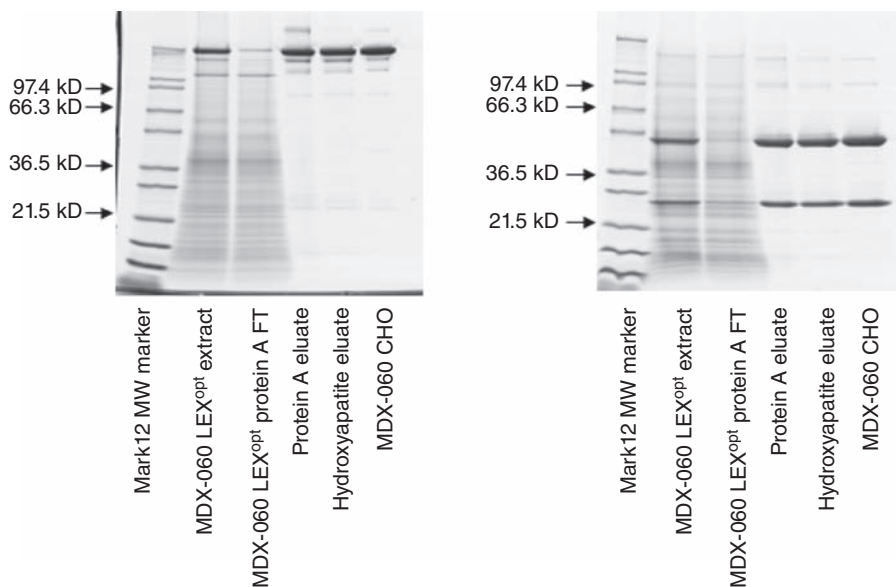 97.4 kD
66.3 kD
36.5 kD
21.5 kD
Mark12 MW marker
MDX-060 LEXopt extract
MDX-060 LEXopt protein A FT
Protein A eluate
Hydroxyapatite eluate
MDX-060 CHO
97.4 kD
66.3 kD
36.5 kD
21.5 kD
Mark12 MW marker
MDX-060 LEXopt extract
MDX-060 LEXopt protein A FT
Protein A eluate
Hydroxyapatite eluate
MDX-060 CHO